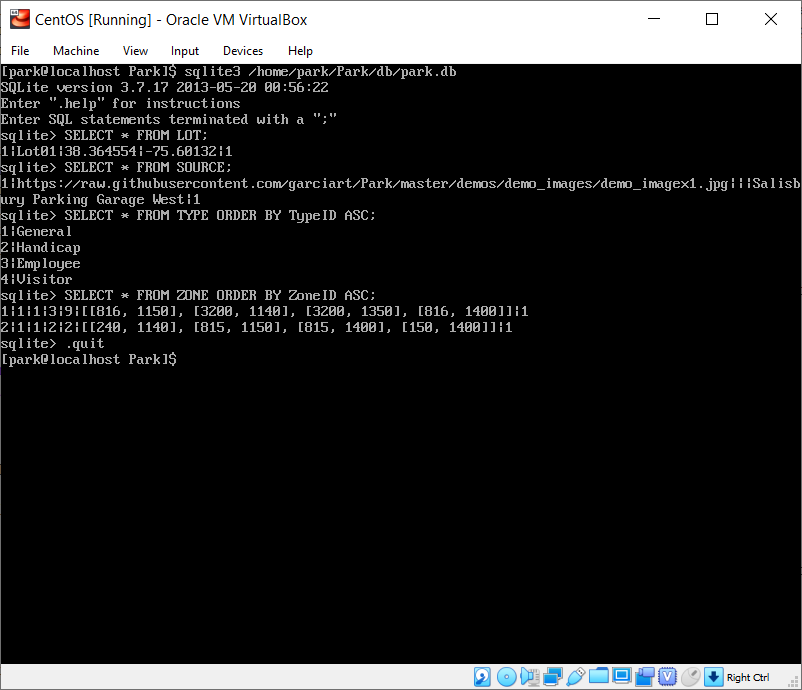 CentOS [Running] - Oracle VM VirtualBox
File Machine View Input Devices Help
[park@localhost Park]$ sqlite3 /home/park/Park/db/park.db
SQLite version 3.7.17 2013-05-20 00:56:22
Enter ".help" for instructions
Enter SQL statements terminated with a ";"
sqlite> SELECT * FROM LOT;
1|Lot01|38.364554|-75.60132|1
sqlite> SELECT * FROM SOURCE;
1|https://raw.githubusercontent.com/garciart/Park/master/demos/demo_images/demo_imagex1.jpg|||Salisb
ury Parking Garage West|1
sqlite> SELECT * FROM TYPE ORDER BY TypeID ASC;
1|General
2|Handicap
3|Employee
4|Visitor
sqlite> SELECT * FROM ZONE ORDER BY ZoneID ASC;
1|1|1|3|9|[[816, 1150], [3200, 1140], [3200, 1350], [816, 1400]]|1
2|1|1|2|2|[[240, 1140], [815, 1150], [815, 1400], [150, 1400]]|1
sqlite> .quit
[park@localhost Park]$
Right Ctrl